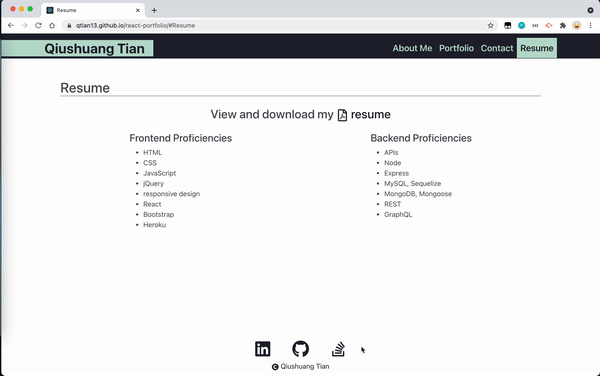 Resume
qtian13.github.io/react-portfolio/#Resume
Qiushuang Tian
About Me Portfolio Contact Resume
Resume
View and download my resume
Frontend Proficiencies
HTML
CSS
JavaScript
jQuery
responsive design
React
Bootstrap
Heroku
Backend Proficiencies
APIs
Node
Express
MySQL, Sequelize
MongoDB, Mongoose
REST
GraphQL
in
C Qiushuang Tian